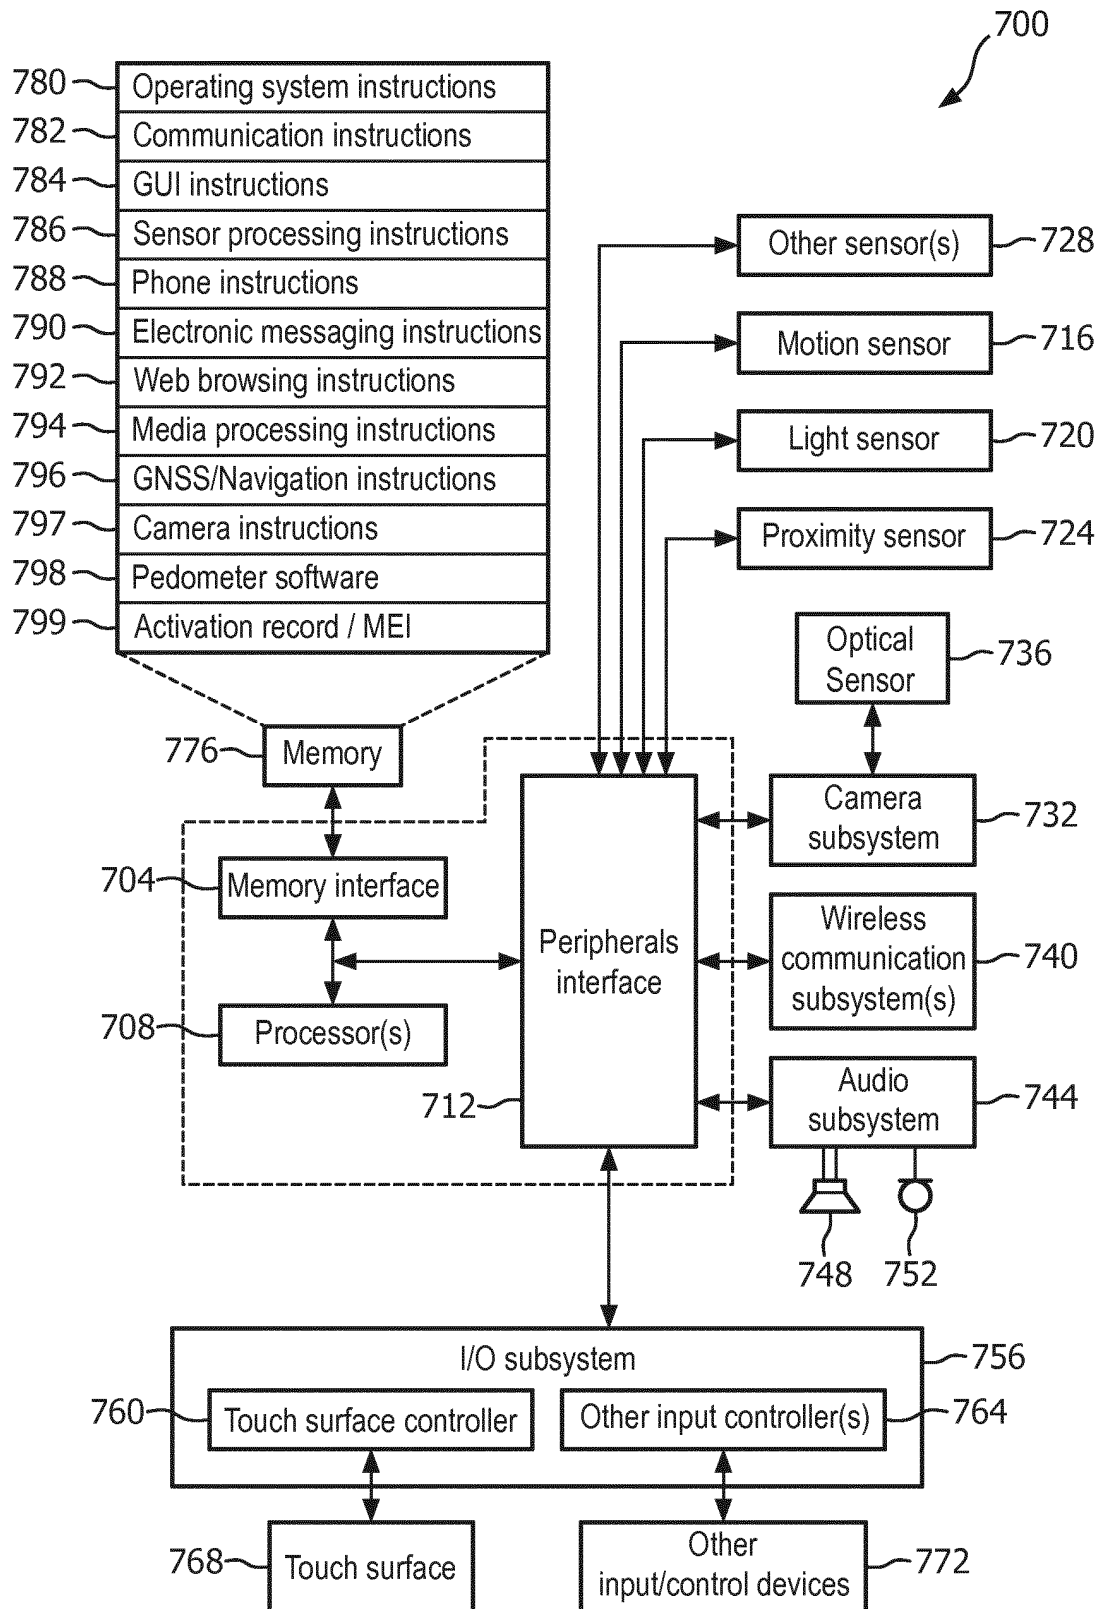 700
780 Operating system instructions
782 Communication instructions
784 GUI instructions
786 Sensor processing instructions
788 Phone instructions
790 Electronic messaging instructions
792 Web browsing instructions
794 Media processing instructions
796 GNSS/Navigation instructions
797 Camera instructions
798 Pedometer software
799 Activation record / MEI
Other sensor(s) 728
Motion sensor 716
Light sensor 720
Proximity sensor 724
Optical
Sensor
736
776 Memory
Camera
subsystem
732
704 Memory interface
Peripherals
interface
Wireless
communication
subsystem(s)
740
708 Processor(s)
712
Audio
subsystem
744
748
752
I/O subsystem 756
760 Touch surface controller
Other input controller(s) 764
768 Touch surface
Other
input/control devices
772